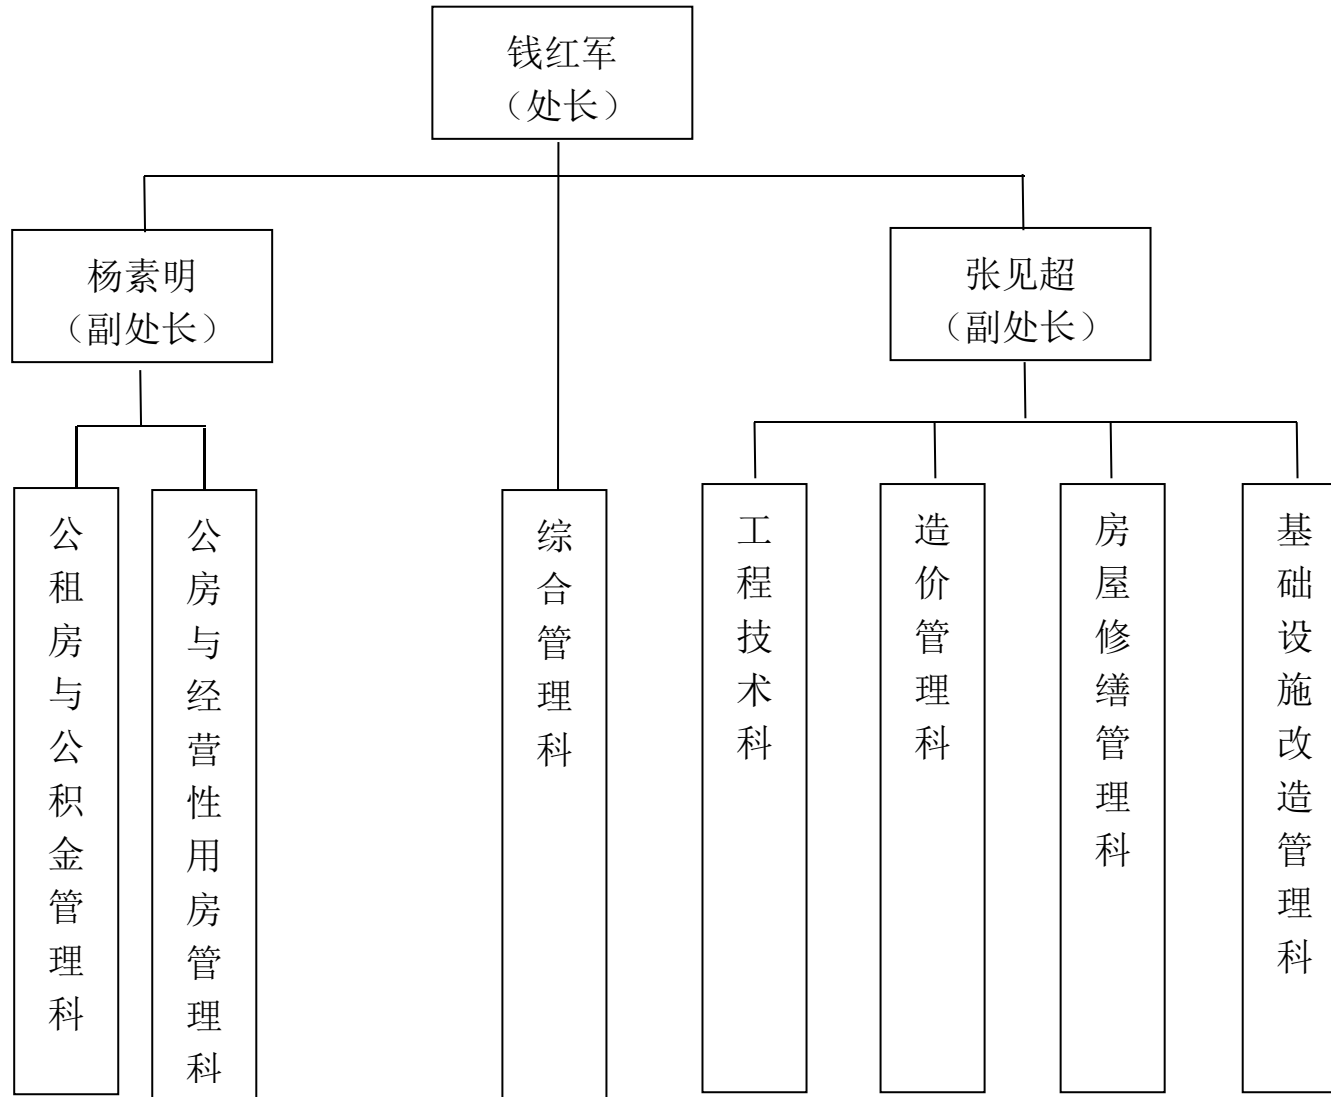 钱红军
（处长）
杨素明
（副处长）
张见超
（副处长）
公租房与公积金管理科
公房与经营性用房管理科
综合管理科
工程技术科
造价管理科
房屋修缮管理科
基础设施改造管理科